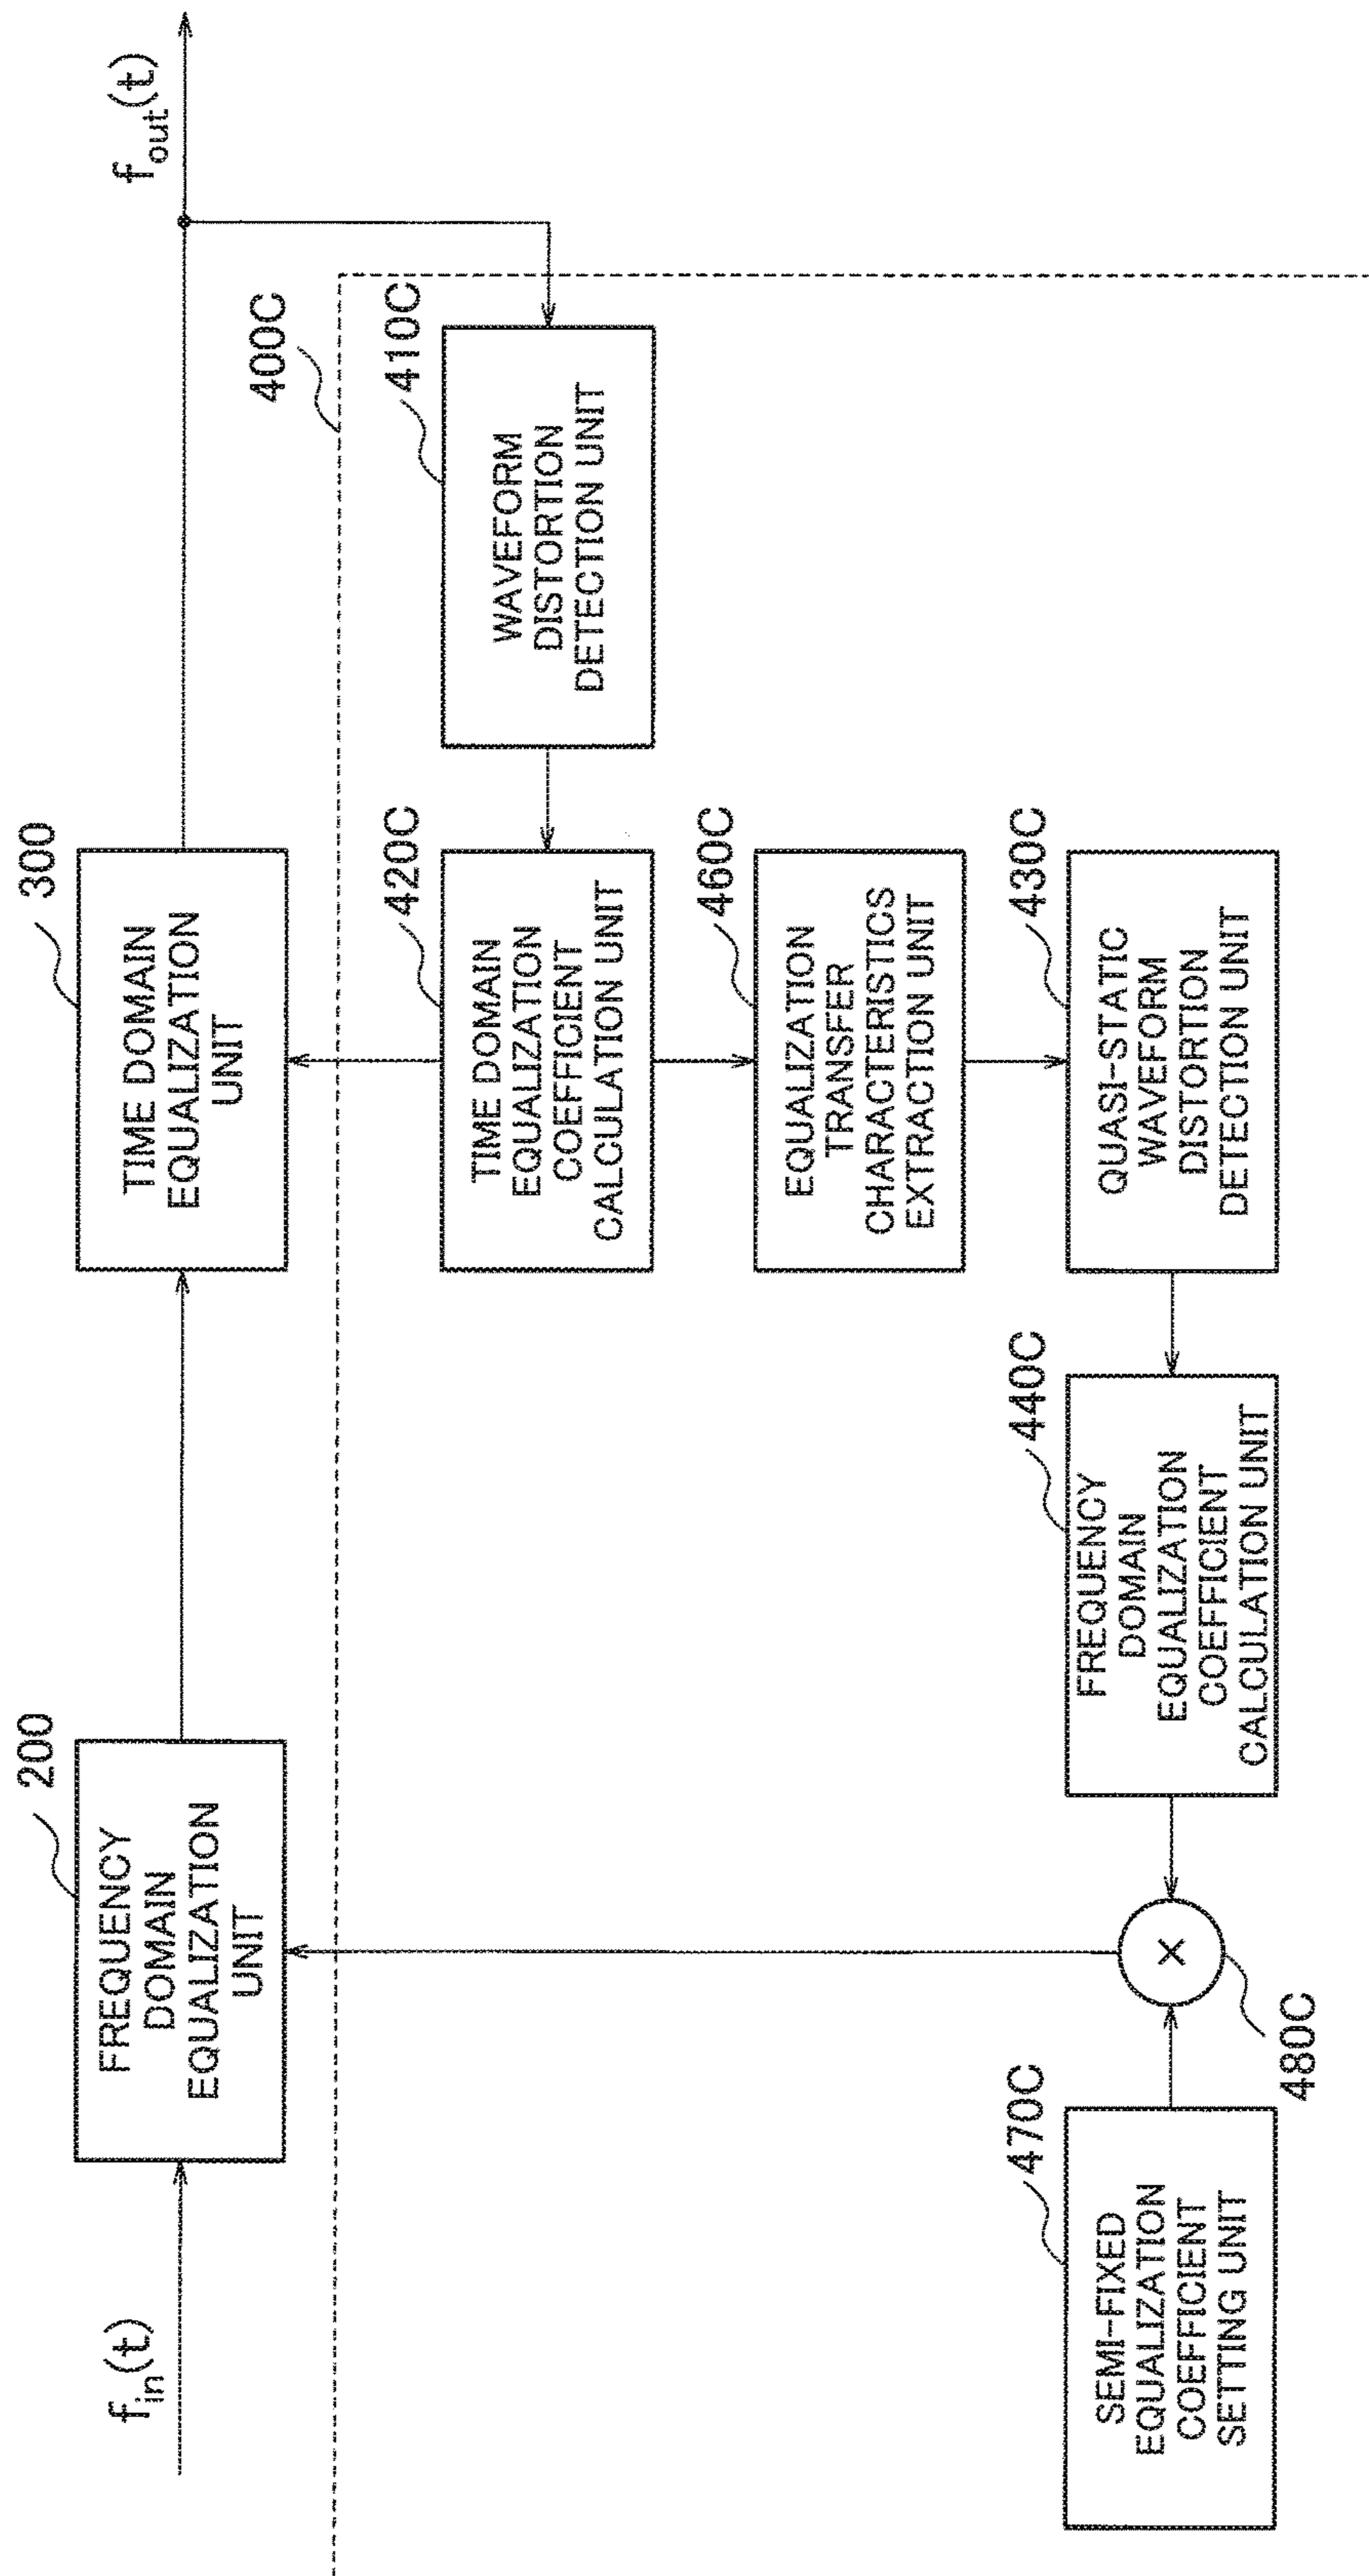 f_in(t)
200
FREQUENCY
DOMAIN
EQUALIZATION
UNIT
300
TIME DOMAIN
EQUALIZATION
UNIT
f_out(t)
400C
410C
WAVEFORM
DISTORTION
DETECTION UNIT
420C
TIME DOMAIN
EQUALIZATION
COEFFICIENT
CALCULATION UNIT
460C
EQUALIZATION
TRANSFER
CHARACTERISTICS
EXTRACTION UNIT
430C
QUASI-STATIC
WAVEFORM
DISTORTION
DETECTION UNIT
440C
FREQUENCY
DOMAIN
EQUALIZATION
COEFFICIENT
CALCULATION UNIT
×
480C
470C
SEMI-FIXED
EQUALIZATION
COEFFICIENT
SETTING UNIT